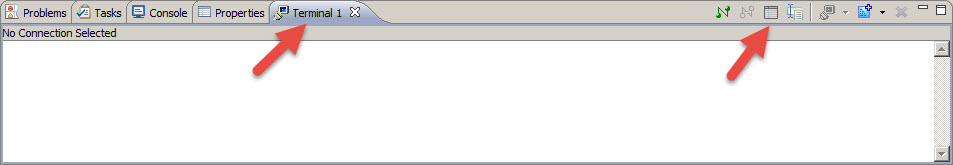 Problems Tasks Console Properties Terminal 1
No Connection Selected